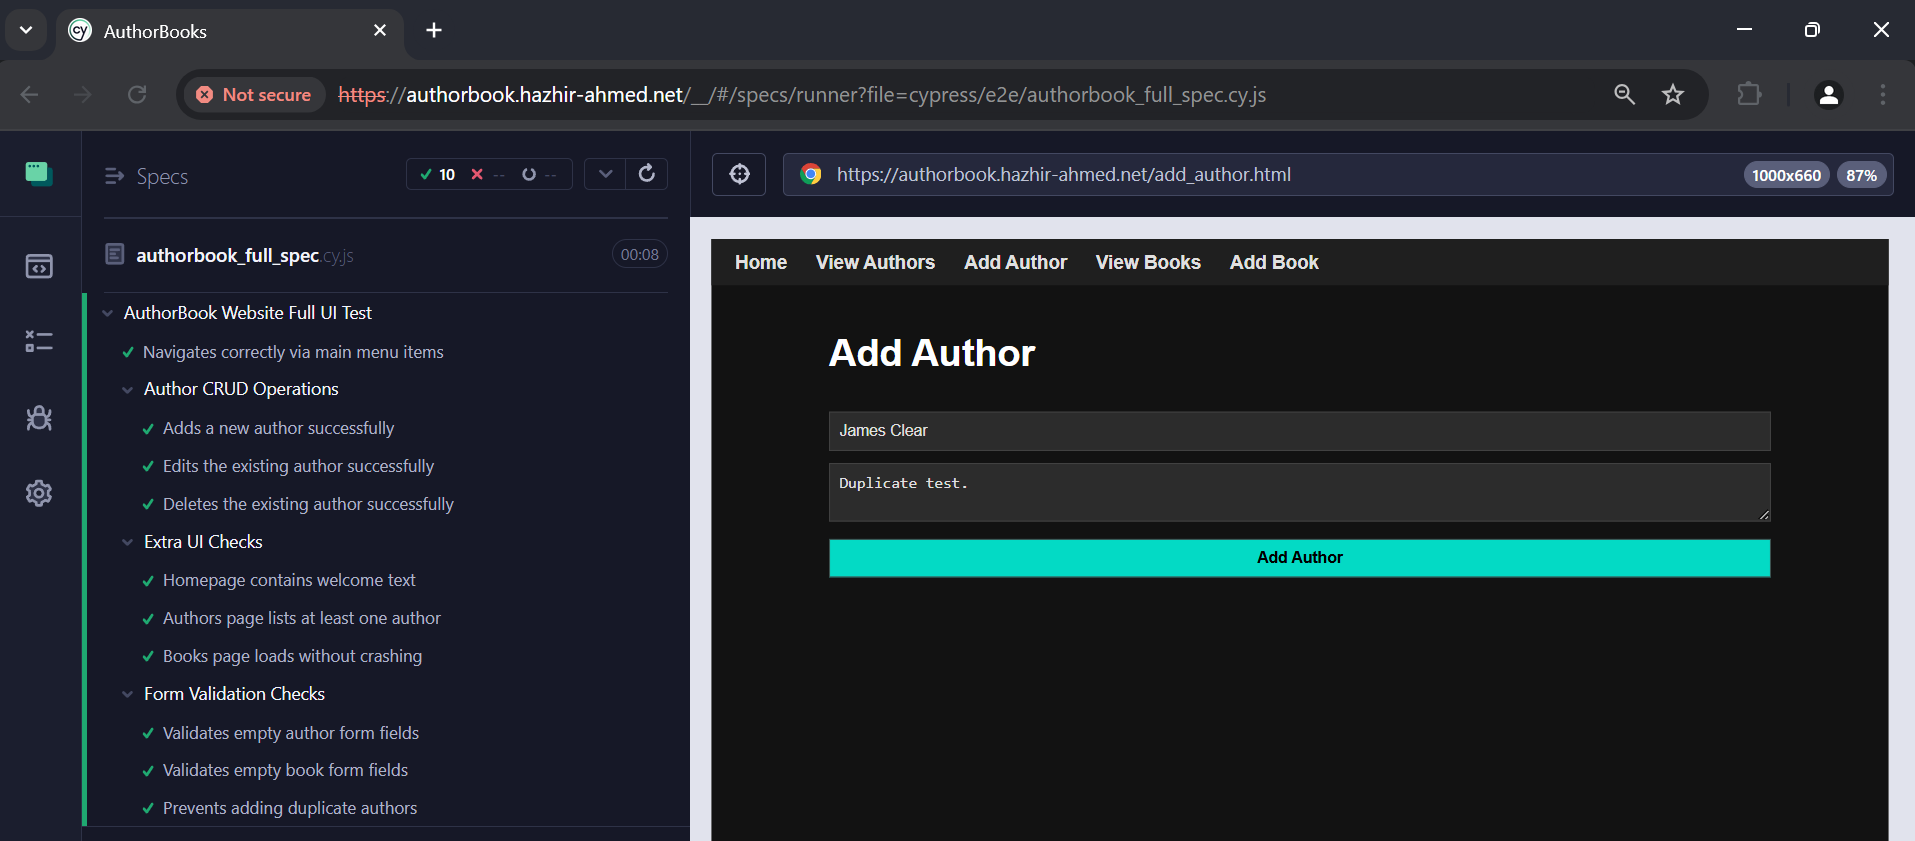 cy AuthorBooks
Not secure https://authorbook.hazhir-ahmed.net/__/#/specs/runner?file=cypress/e2e/authorbook_full_spec.cy.js
Specs
10 -- --
https://authorbook.hazhir-ahmed.net/add_author.html
1000x660 87%
authorbook_full_spec.cy.js 00:08
AuthorBook Website Full UI Test
Navigates correctly via main menu items
Author CRUD Operations
Adds a new author successfully
Edits the existing author successfully
Deletes the existing author successfully
Extra UI Checks
Homepage contains welcome text
Authors page lists at least one author
Books page loads without crashing
Form Validation Checks
Validates empty author form fields
Validates empty book form fields
Prevents adding duplicate authors
Home View Authors Add Author View Books Add Book
Add Author
James Clear
Duplicate test.
Add Author